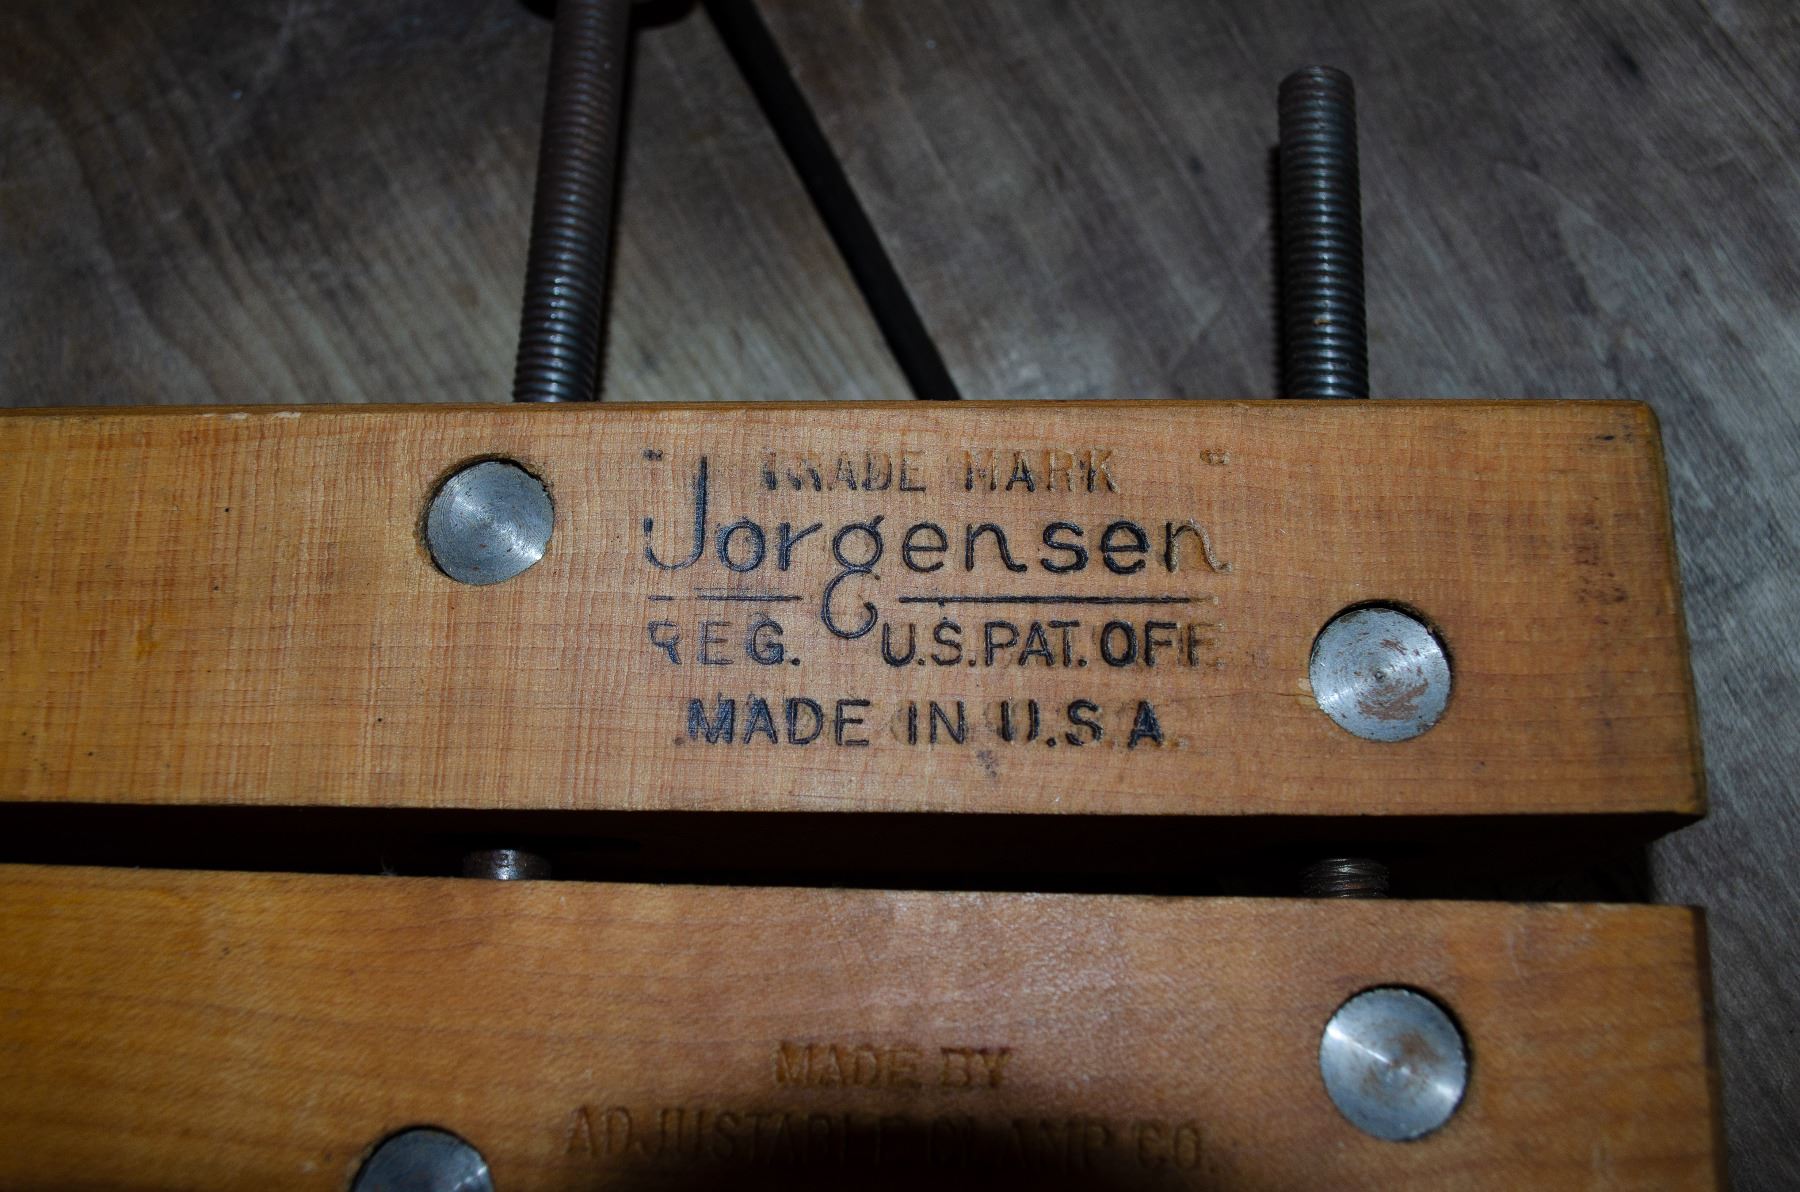 " TRADE MARK "
Jorgensen
REG. U.S. PAT. OFF.
MADE IN U.S.A.
MADE BY
ADJUSTABLE CLAMP CO.